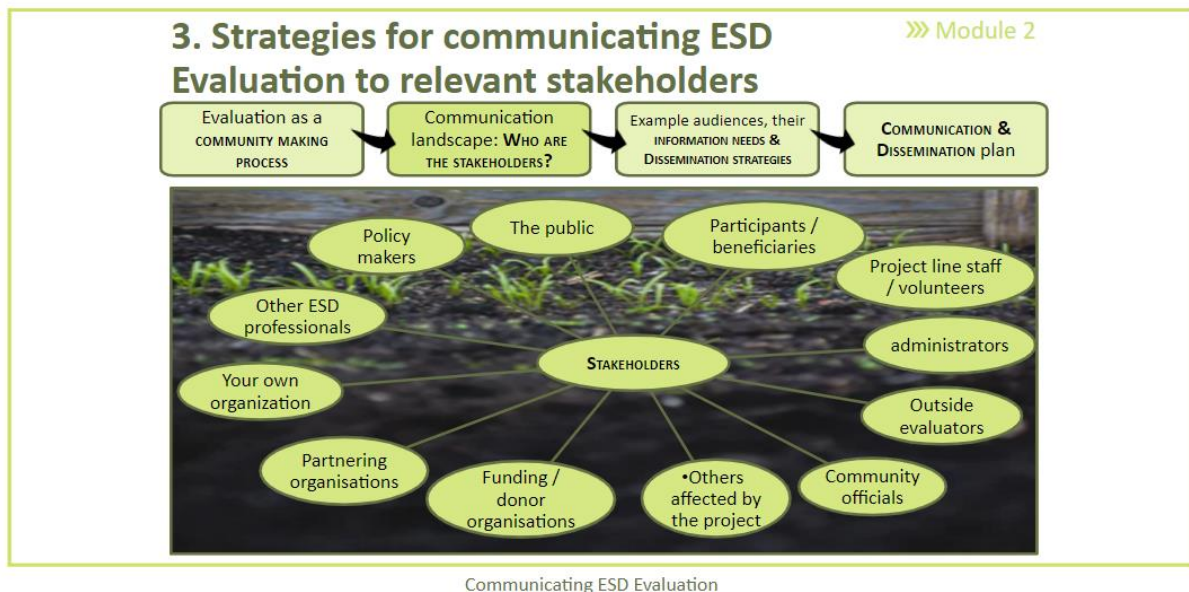 3. Strategies for communicating ESD
Evaluation to relevant stakeholders
Module 2
Evaluation as a
COMMUNITY MAKING
PROCESS
Communication
landscape: WHO ARE
THE STAKEHOLDERS?
Example audiences, their
INFORMATION NEEDS &
DISSEMINATION STRATEGIES
COMMUNICATION &
DISSEMINATION plan
The public
Participants /
beneficiaries
Policy
makers
Project line staff
/ volunteers
Other ESD
professionals
administrators
STAKEHOLDERS
Your own
organization
Outside
evaluators
Partnering
organisations
Funding /
donor
organisations
•Others
affected by
the project
Community
officials
Communicating ESD Evaluation